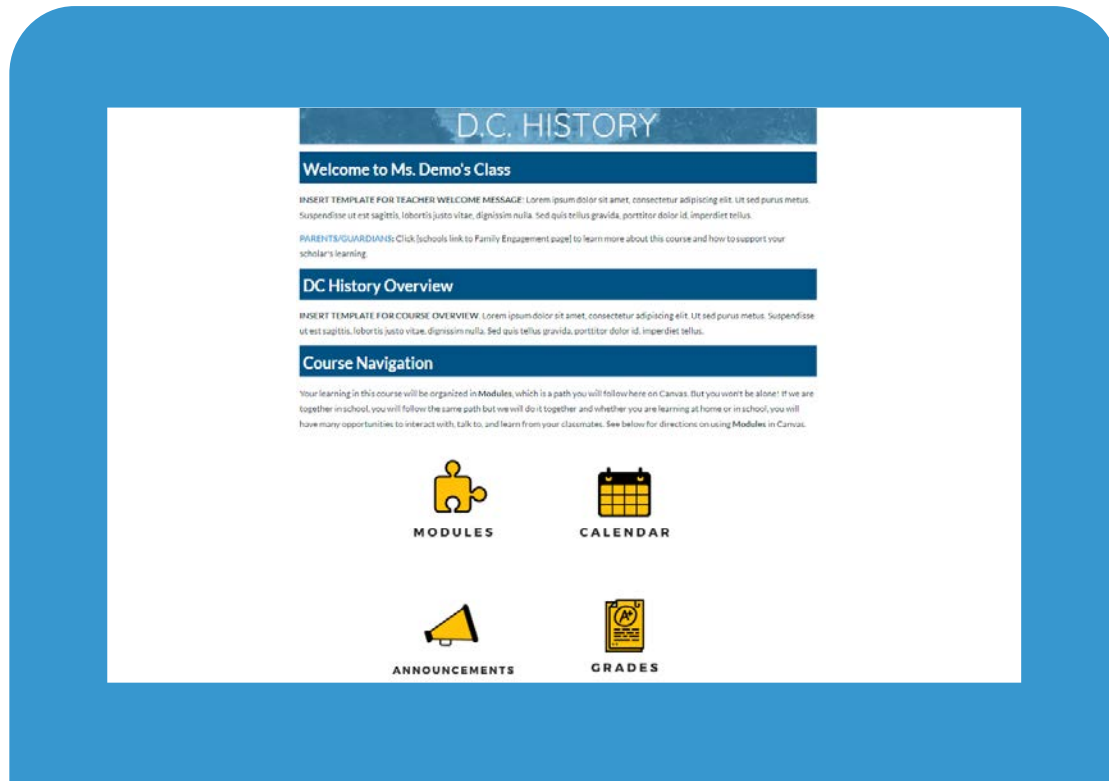 D.C. HISTORY
Welcome to Ms. Demo's Class
INSERT TEMPLATE FOR TEACHER WELCOME MESSAGE: Lorem ipsum dolor sit amet, consectetur adipiscing elit. Ut sed purus metus.
Suspendisse ut est sagittis, lobortis justo vitae, dignissim nulla. Sed quis tellus gravida, porttitor dolor id, imperdiet tellus.
PARENTS/GUARDIANS: Click [schools link to Family Engagement page] to learn more about this course and how to support your
scholar's learning.
DC History Overview
INSERT TEMPLATE FOR COURSE OVERVIEW. Lorem ipsum dolor sit amet, consectetur adipiscing elit. Ut sed purus metus. Suspendisse
ut est sagittis, lobortis justo vitae, dignissim nulla. Sed quis tellus gravida, porttitor dolor id, imperdiet tellus.
Course Navigation
Your learning in this course will be organized in Modules, which is a path you will follow here on Canvas. But you won't be alone! If we are
together in school, you will follow the same path but we will do it together and whether you are learning at home or in school, you will
have many opportunities to interact with, talk to, and learn from your classmates. See below for directions on using Modules in Canvas.
MODULES
CALENDAR
A+
ANNOUNCEMENTS
GRADES